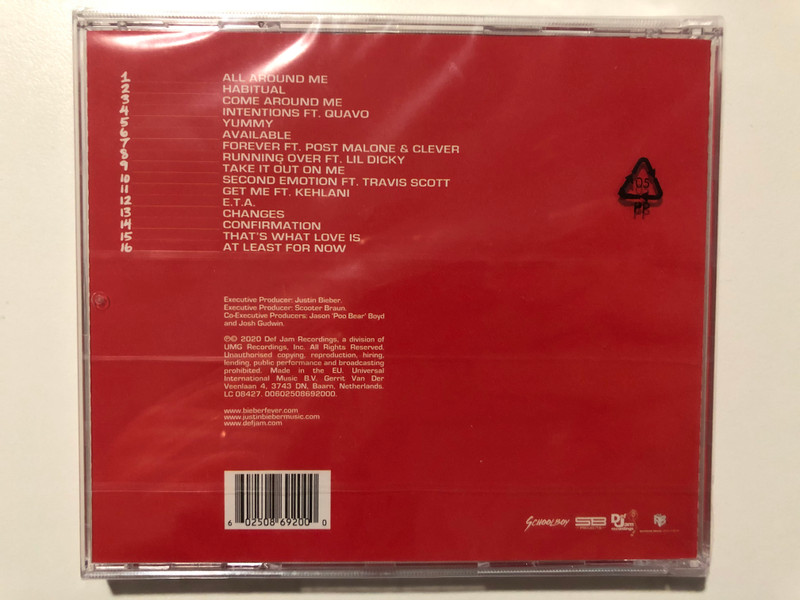 1 ALL AROUND ME
2 HABITUAL
3 COME AROUND ME
4 INTENTIONS FT. QUAVO
5 YUMMY
6 AVAILABLE
7 FOREVER FT. POST MALONE & CLEVER
8 RUNNING OVER FT. LIL DICKY
9 TAKE IT OUT ON ME
10 SECOND EMOTION FT. TRAVIS SCOTT
11 GET ME FT. KEHLANI
12 E.T.A.
13 CHANGES
14 CONFIRMATION
15 THAT'S WHAT LOVE IS
16 AT LEAST FOR NOW
05
PP
Executive Producer: Justin Bieber.
Executive Producer: Scooter Braun.
Co-Executive Producers: Jason 'Poo Bear' Boyd
and Josh Gudwin.
℗© 2020 Def Jam Recordings, a division of
UMG Recordings, Inc. All Rights Reserved.
Unauthorised copying, reproduction, hiring,
lending, public performance and broadcasting
prohibited. Made in the EU. Universal
International Music B.V. Gerrit Van Der
Veenlaan 4, 3743 DN, Baarn, Netherlands.
LC 08427. 00602508692000.
www.bieberfever.com
www.justinbiebermusic.com
www.defjam.com
6 02508 69200 0
SCHOOLBOY
SB
PROJECTS
Def Jam
recordings